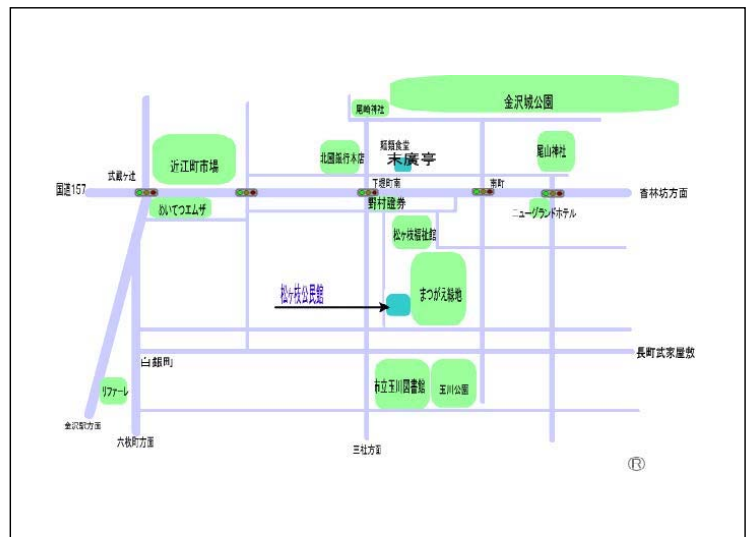 金沢城公園
尾崎神社
麺類食堂
末廣亭
北國銀行本店
尾山神社
近江町市場
武蔵ヶ辻
国道157
下堤町南
南町
香林坊方面
めいてつエムザ
野村證券
ニューグランドホテル
松ヶ枝福祉館
松ヶ枝公民館
まつがえ緑地
白銀町
長町武家屋敷
リファーレ
市立玉川図書館
玉川公園
金沢駅方面
六枚町方面
三社方面
®